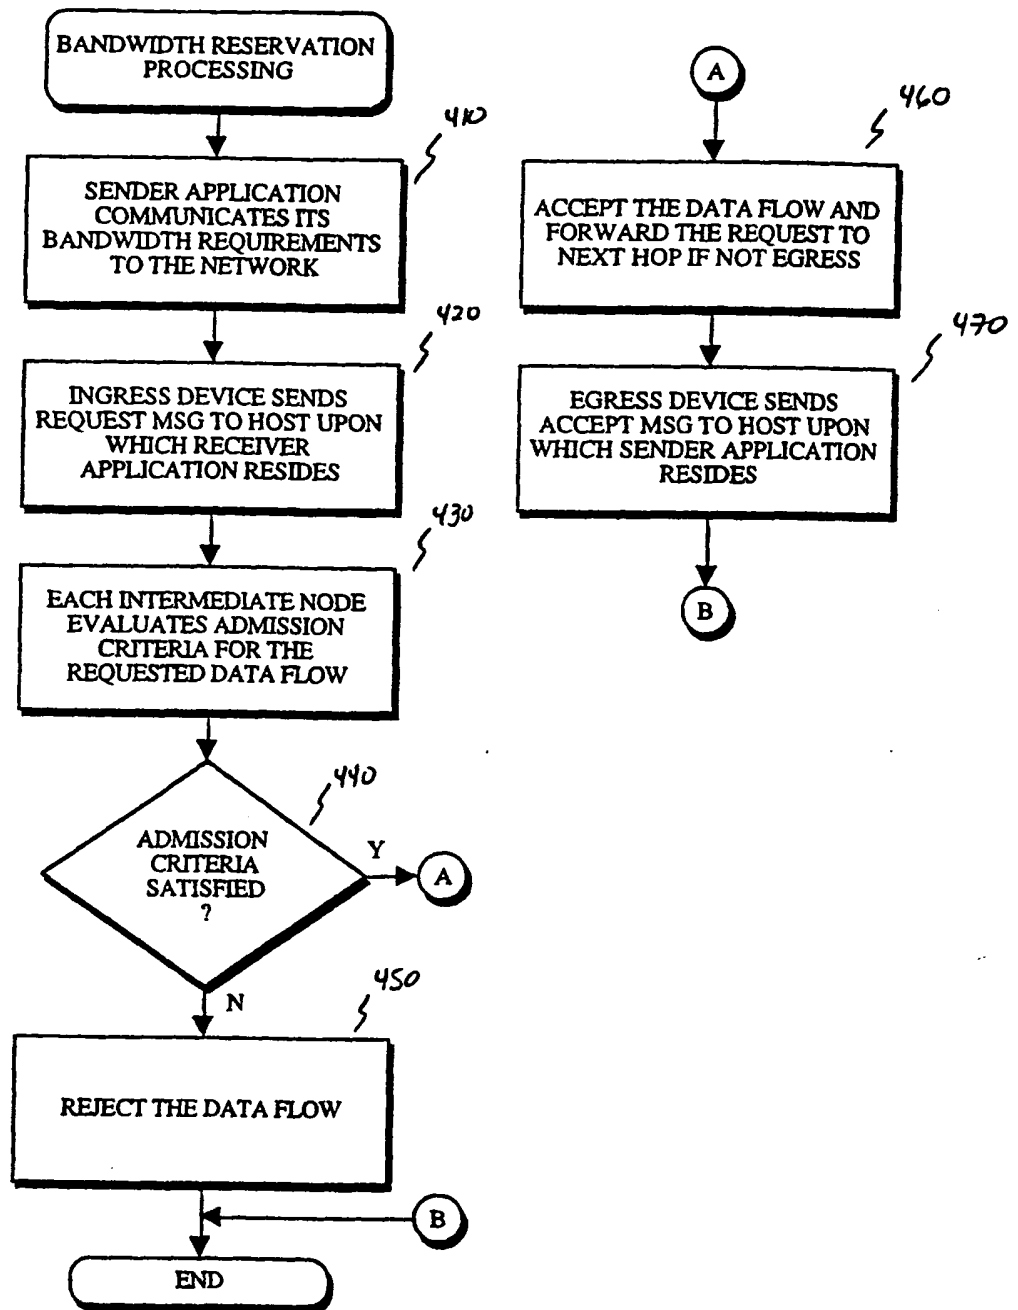 BANDWIDTH RESERVATION
PROCESSING
410
SENDER APPLICATION
COMMUNICATES ITS
BANDWIDTH REQUIREMENTS
TO THE NETWORK
420
INGRESS DEVICE SENDS
REQUEST MSG TO HOST UPON
WHICH RECEIVER
APPLICATION RESIDES
430
EACH INTERMEDIATE NODE
EVALUATES ADMISSION
CRITERIA FOR THE
REQUESTED DATA FLOW
440
ADMISSION
CRITERIA
SATISFIED
?
Y
A
N
450
REJECT THE DATA FLOW
B
END
A
460
ACCEPT THE DATA FLOW AND
FORWARD THE REQUEST TO
NEXT HOP IF NOT EGRESS
470
EGRESS DEVICE SENDS
ACCEPT MSG TO HOST UPON
WHICH SENDER APPLICATION
RESIDES
B